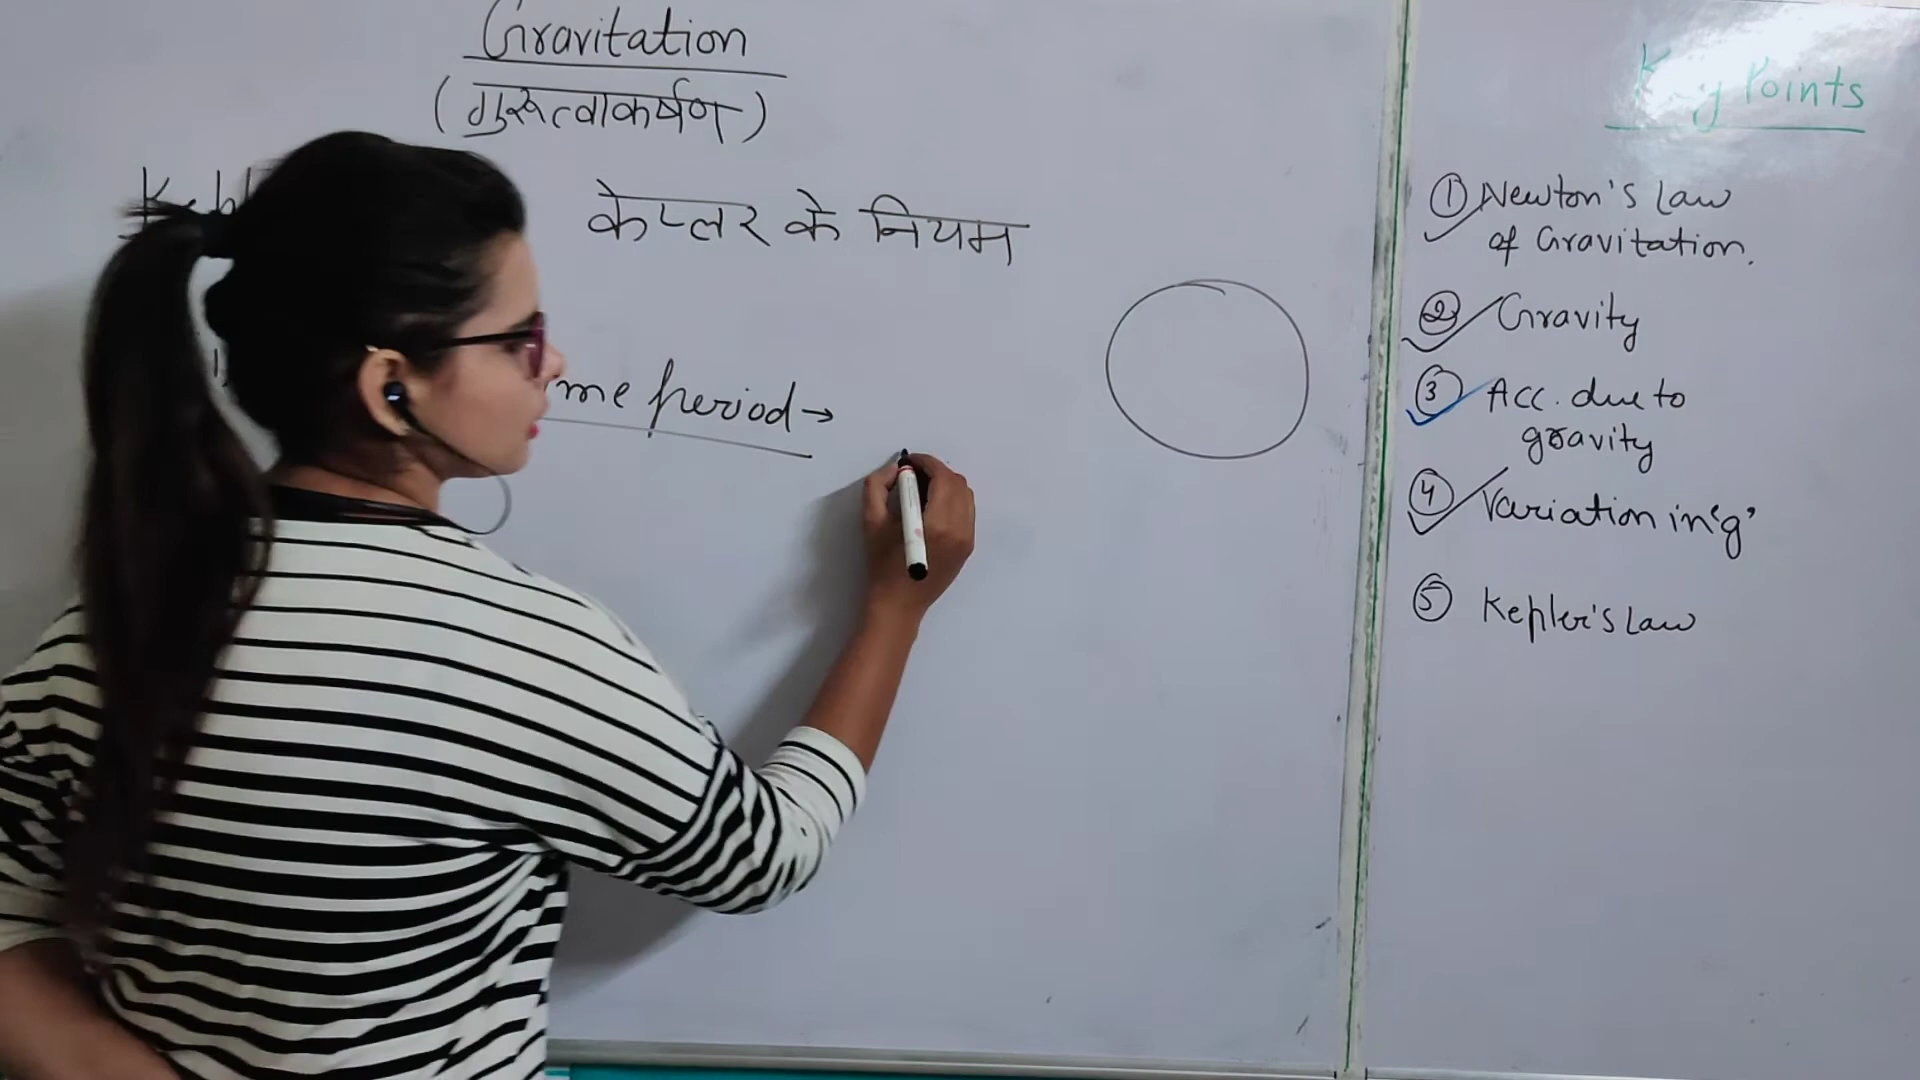 Gravitation
(गुरूत्वाकर्षण)
केप्लर के नियम
me period→
Key Points
① Newton's Law
of Gravitation.
② Gravity
③ Acc. due to
gravity
④ Variation in 'g'
⑤ Kepler's Law